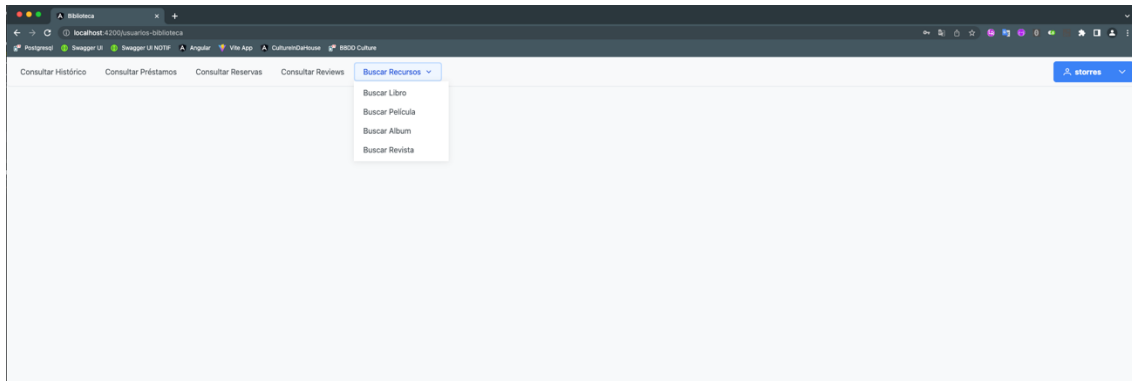 Biblioteca
localhost:4200/usuarios-biblioteca
Postgresql Swagger UI Swagger UI NOTIF Angular Vite App CultureInDaHouse BBDD Culture
Consultar Histórico Consultar Préstamos Consultar Reservas Consultar Reviews Buscar Recursos storres
Buscar Libro
Buscar Película
Buscar Album
Buscar Revista